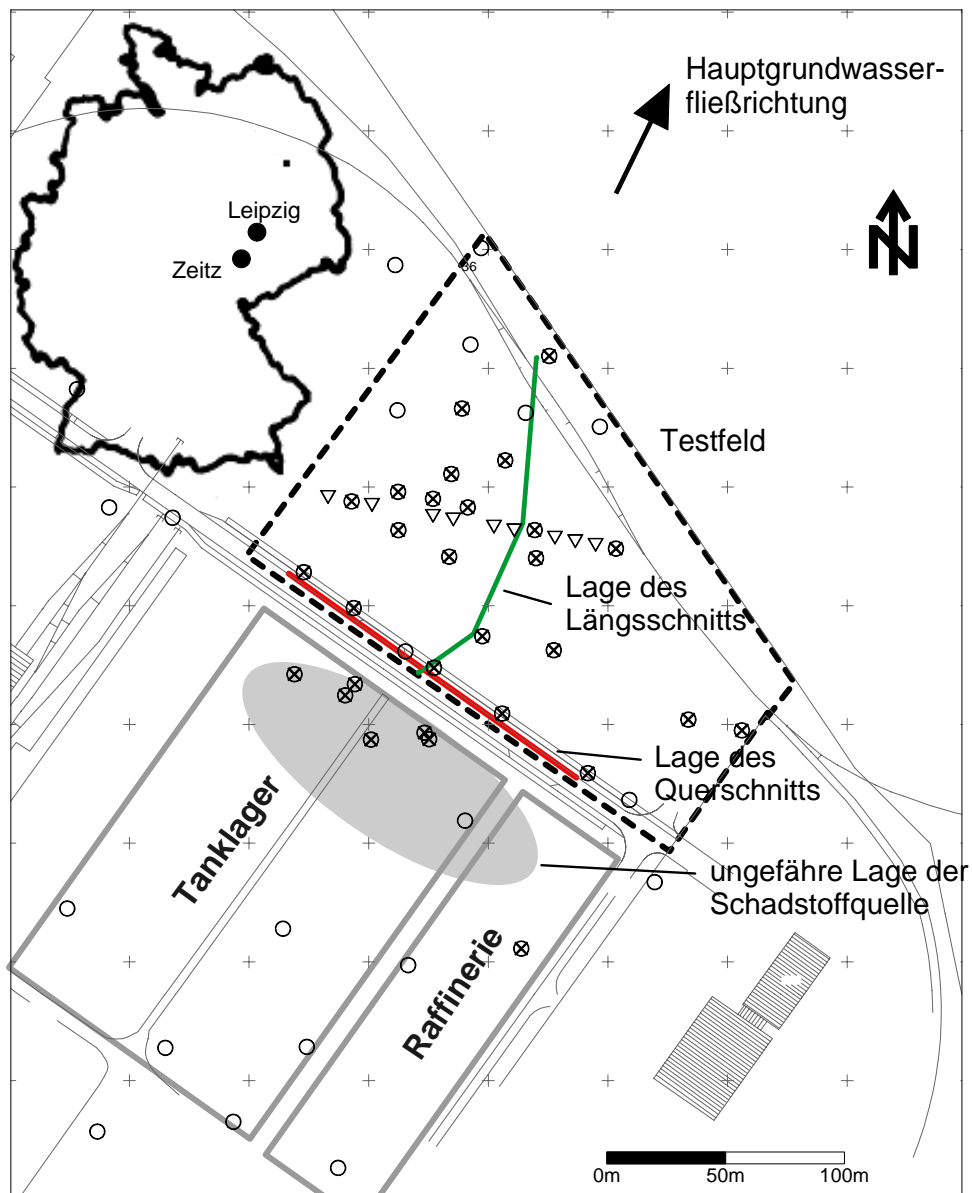 Hauptgrundwasser-
fließrichtung
N
Leipzig
Zeitz
36
Testfeld
Lage des
Längsschnitts
Lage des
Querschnitts
Tanklager
ungefähre Lage der
Schadstoffquelle
Raffinerie
0m 50m 100m